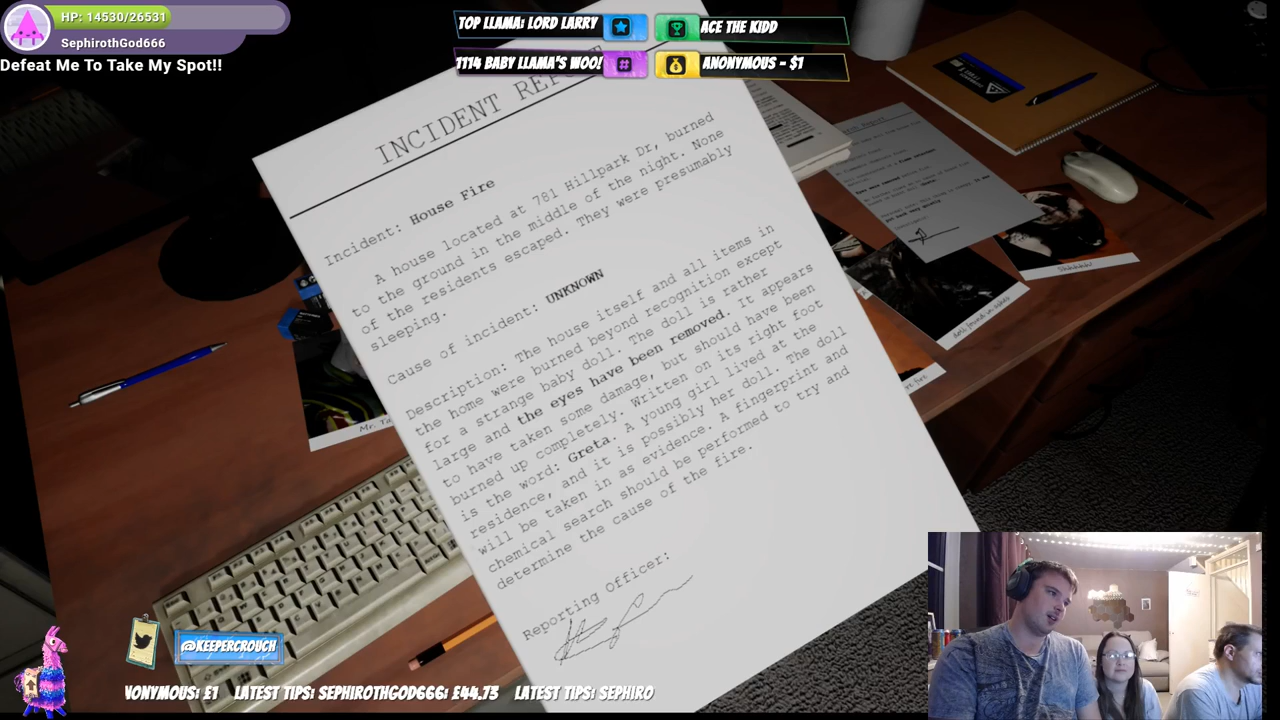 HP: 14530/26531
SephirothGod666
Defeat Me To Take My Spot!!
TOP LLAMA: LORD LARRY
ACE THE KIDD
1114 BABY LLAMA'S WOO!
ANONYMOUS - $1
INCIDENT REPORT
Incident: House Fire
A house located at 781 Hillpark Dr, burned
to the ground in the middle of the night. None
of the residents escaped. They were presumably
sleeping.
Cause of incident: UNKNOWN
Description: The house itself and all items in
the home were burned beyond recognition except
for a strange baby doll. The doll is rather
large and the eyes have been removed. It appears
to have taken some damage, but should have been
burned up completely. Written on its right foot
is the word: Greta. A young girl lived at the
residence, and it is possibly her doll. The doll
will be taken in as evidence. A fingerprint and
chemical search should be performed to try and
determine the cause of the fire.
Reporting Officer:
Mr. Ta
doll found in ashes
@KEEPERCROUCH
VONYMOUS: £1 LATEST TIPS: SEPHIROTHGOD666: £44.73 LATEST TIPS: SEPHIRO